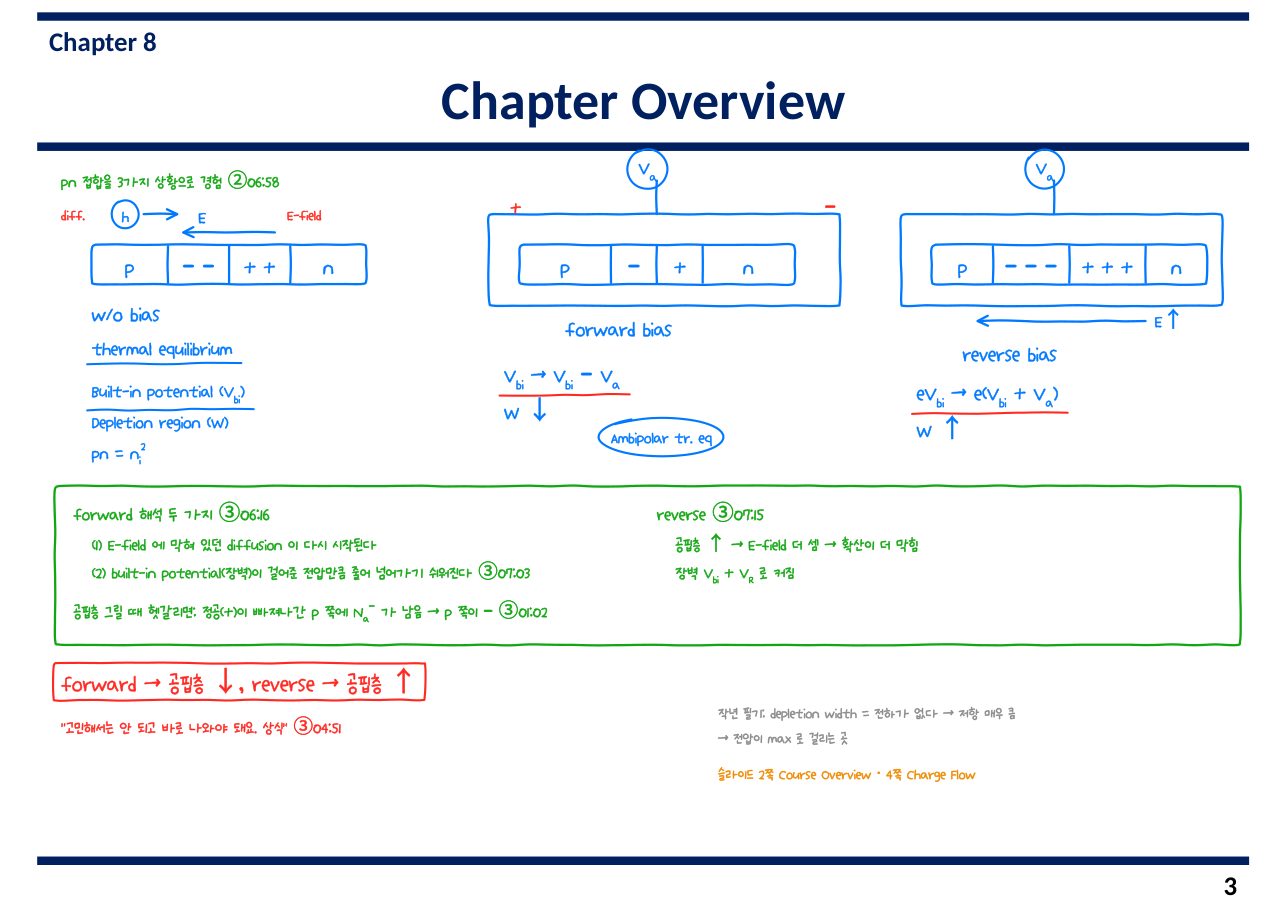 Chapter 8
Chapter Overview
pn 접합을 3가지 상황으로 경험 ②06:58
diff. h → E E-field
p - - + + n
w/o bias
thermal equilibrium
Built-in potential (Vbi)
Depletion region (W)
pn = ni²
Va
+ -
p - + n
forward bias
Vbi → Vbi - Va
W ↓
Ambipolar tr. eq
Va
p - - - + + + n
E ↑
reverse bias
eVbi → e(Vbi + Va)
W ↑
forward 해석 두 가지 ③06:16
(1) E-field 에 막혀 있던 diffusion 이 다시 시작된다
(2) built-in potential(장벽)이 걸어준 전압만큼 줄어 넘어가기 쉬워진다 ③07:03
공핍층 그릴 때 헷갈리면: 정공(+)이 빠져나간 p 쪽에 Na⁻ 가 남음 → p 쪽이 - ③01:02
reverse ③07:15
공핍층 ↑ → E-field 더 셈 → 확산이 더 막힘
장벽 Vbi + VR 로 커짐
forward → 공핍층 ↓, reverse → 공핍층 ↑
"고민해서는 안 되고 바로 나와야 돼요. 상식" ③04:51
작년 필기: depletion width = 전하가 없다 → 저항 매우 큼
→ 전압이 max 로 걸리는 곳
슬라이드 2쪽 Course Overview · 4쪽 Charge Flow
3